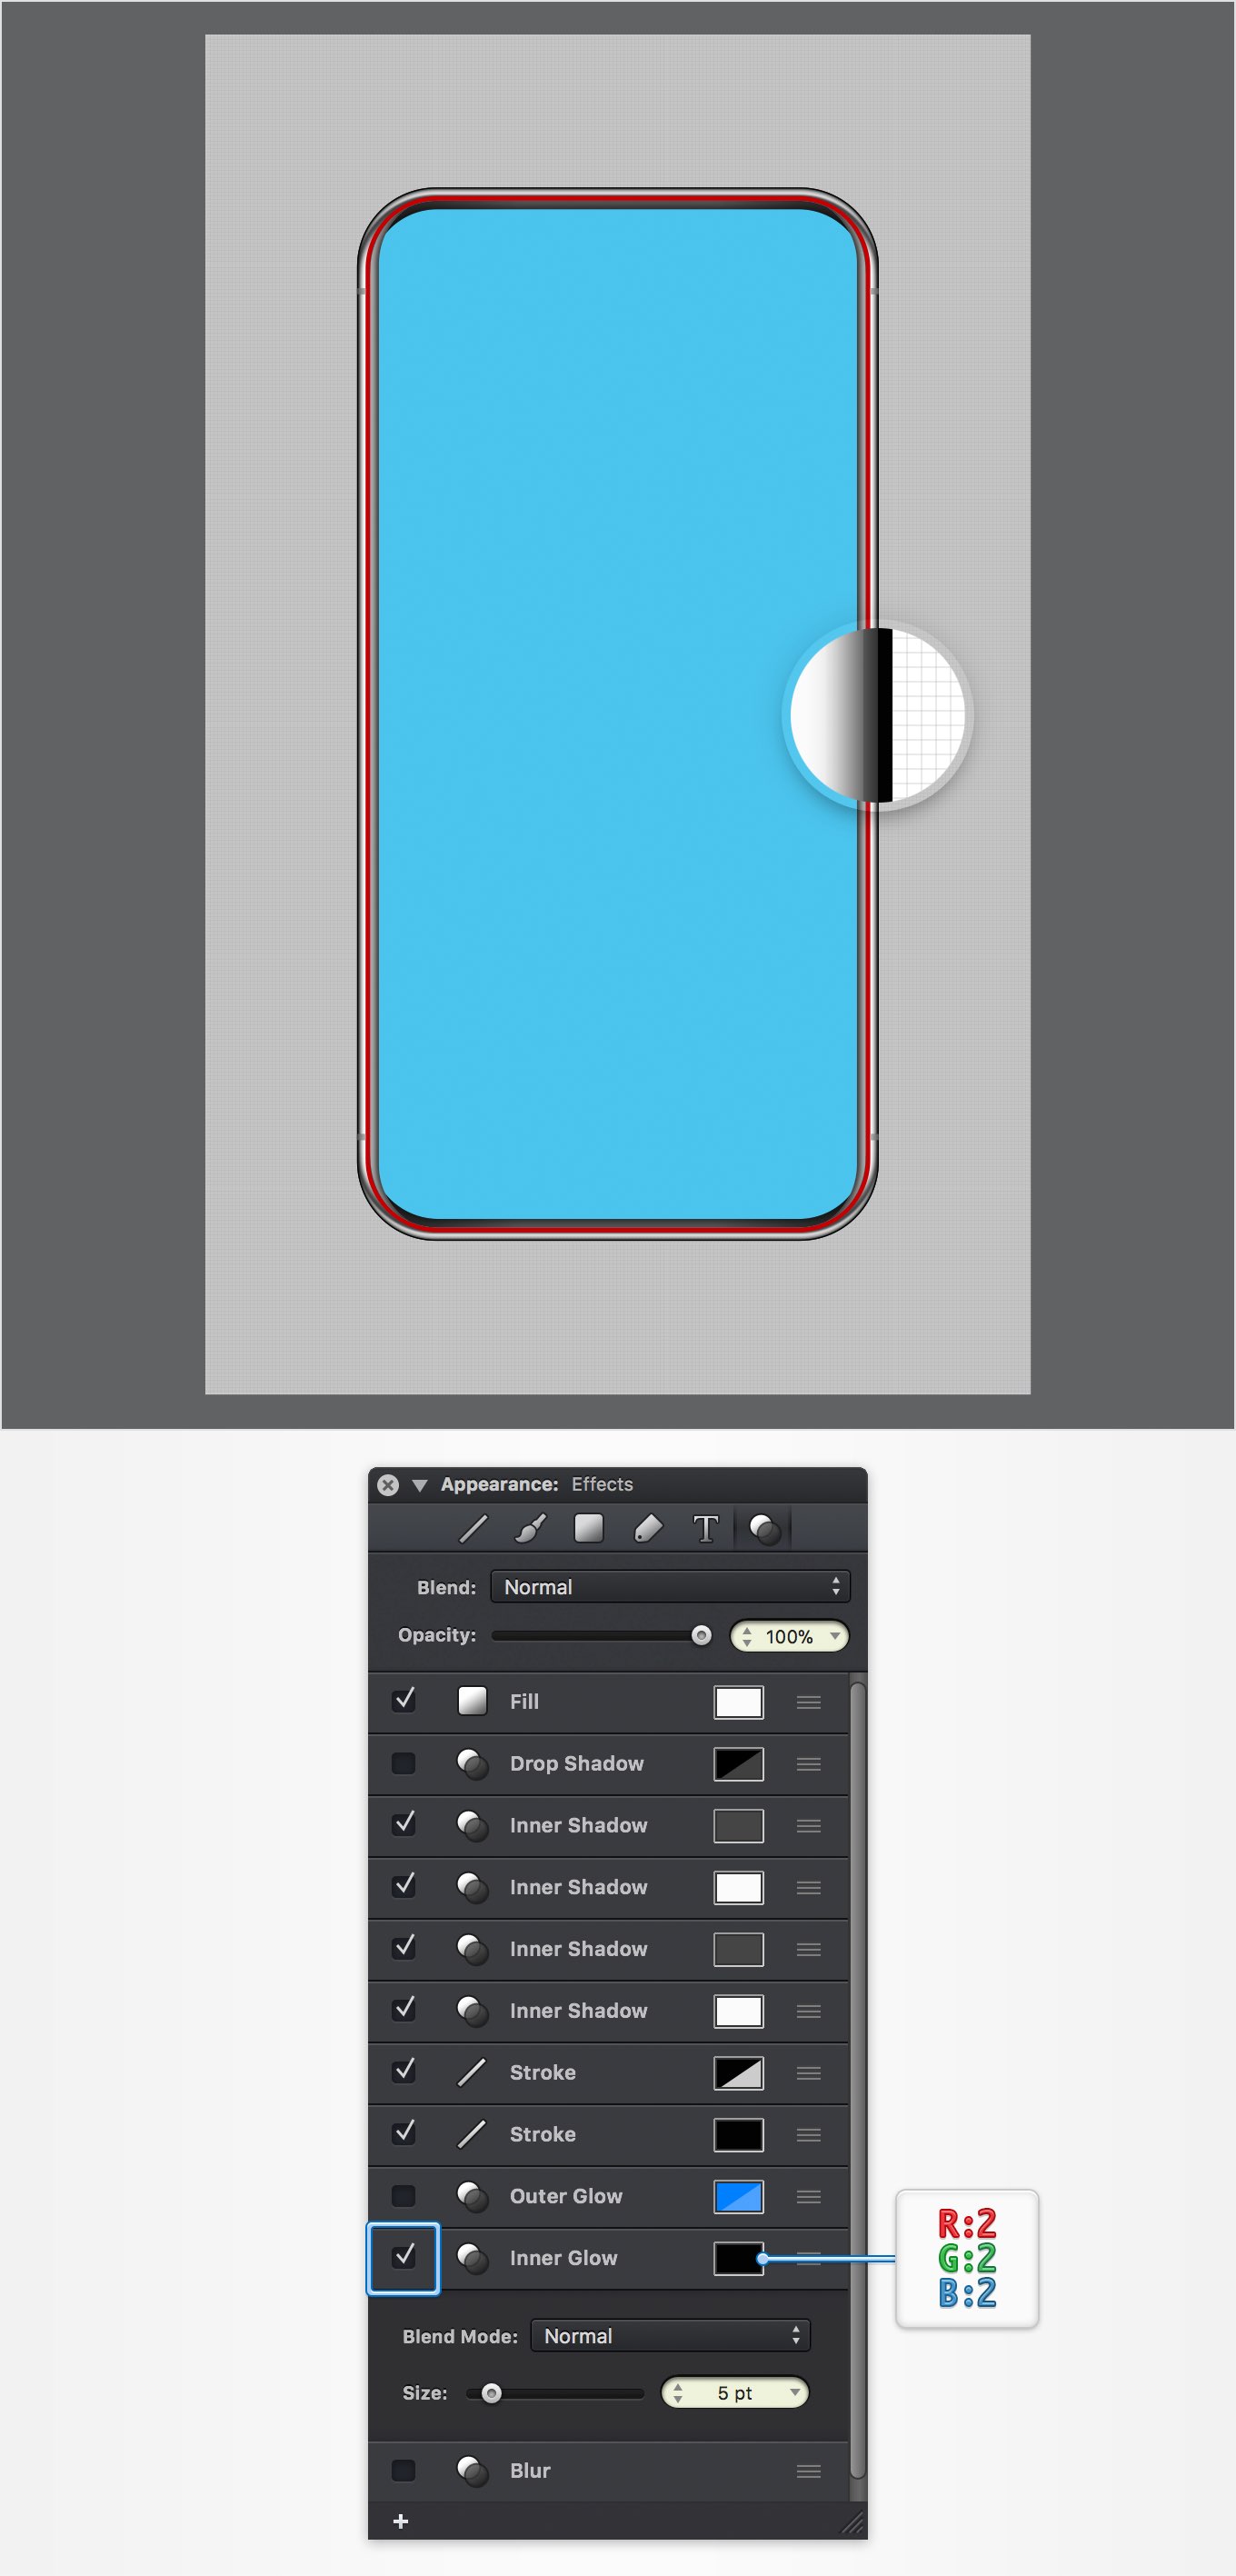 Appearance: Effects
T
Blend: Normal
Opacity: 100%
Fill
Drop Shadow
Inner Shadow
Inner Shadow
Inner Shadow
Inner Shadow
Stroke
Stroke
Outer Glow
Inner Glow
R:2
G:2
B:2
Blend Mode: Normal
Size: 5 pt
Blur
+